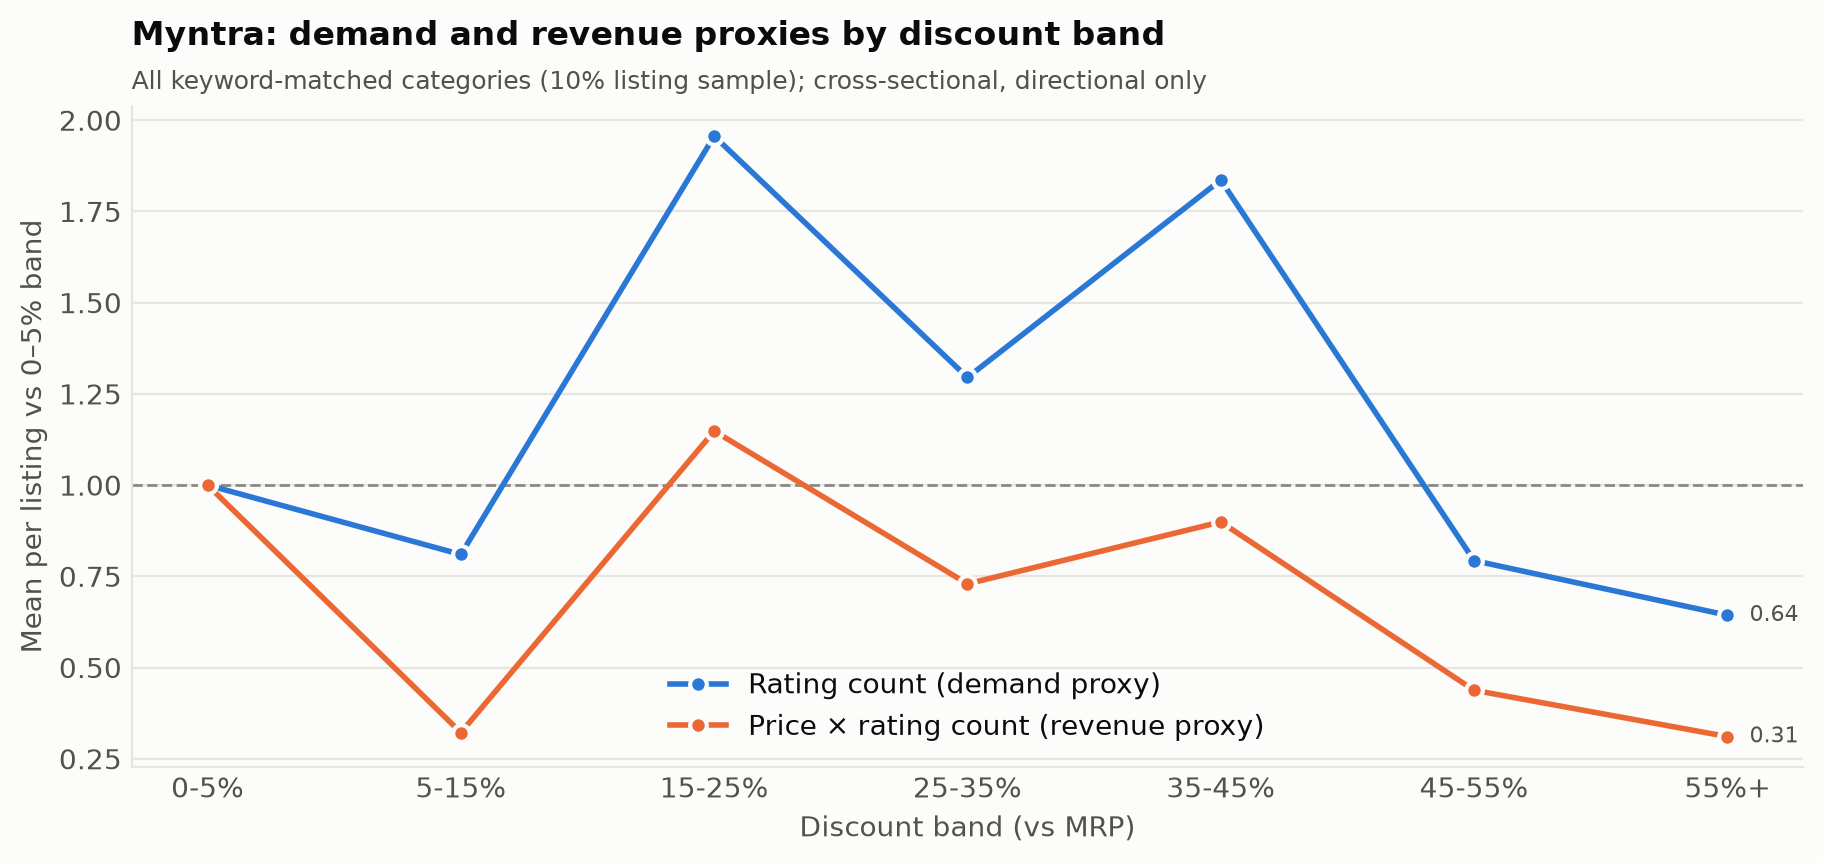 Myntra: demand and revenue proxies by discount band
All keyword-matched categories (10% listing sample); cross-sectional, directional only
Mean per listing vs 0–5% band
2.00
1.75
1.50
1.25
1.00
0.75
0.50
0.25
0.64
0.31
Rating count (demand proxy)
Price × rating count (revenue proxy)
0-5%
5-15%
15-25%
25-35%
35-45%
45-55%
55%+
Discount band (vs MRP)